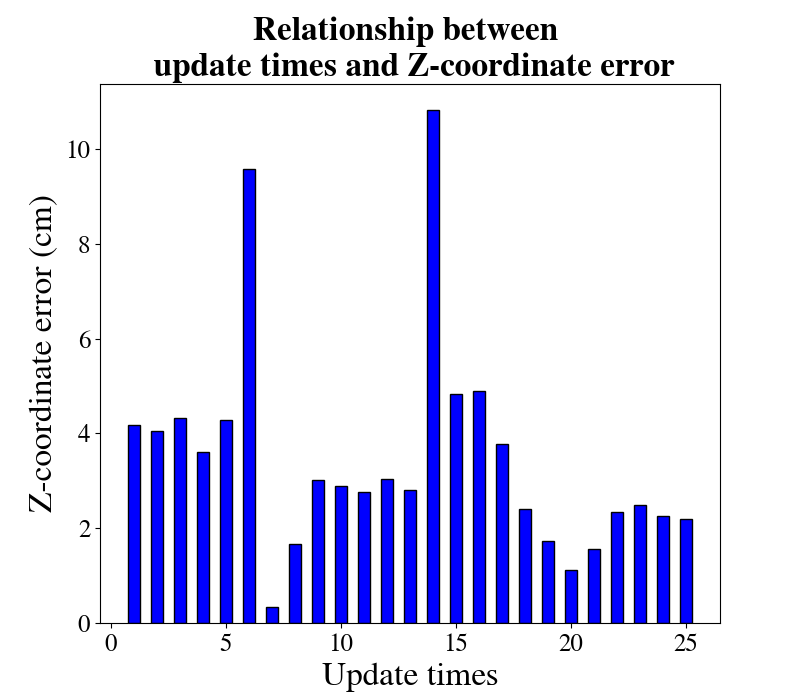 Relationship between
update times and Z-coordinate error
Z-coordinate error (cm)
10
8
6
4
2
0
0 5 10 15 20 25
Update times